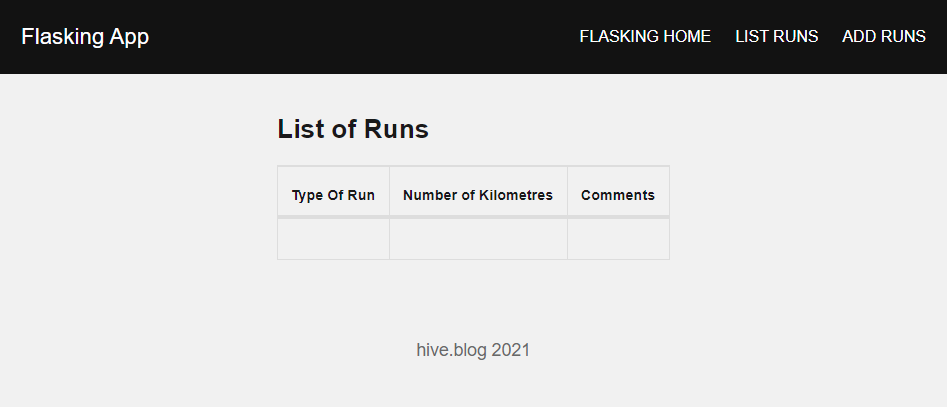 Flasking App FLASKING HOME LIST RUNS ADD RUNS
List of Runs
Type Of Run Number of Kilometres Comments
hive.blog 2021